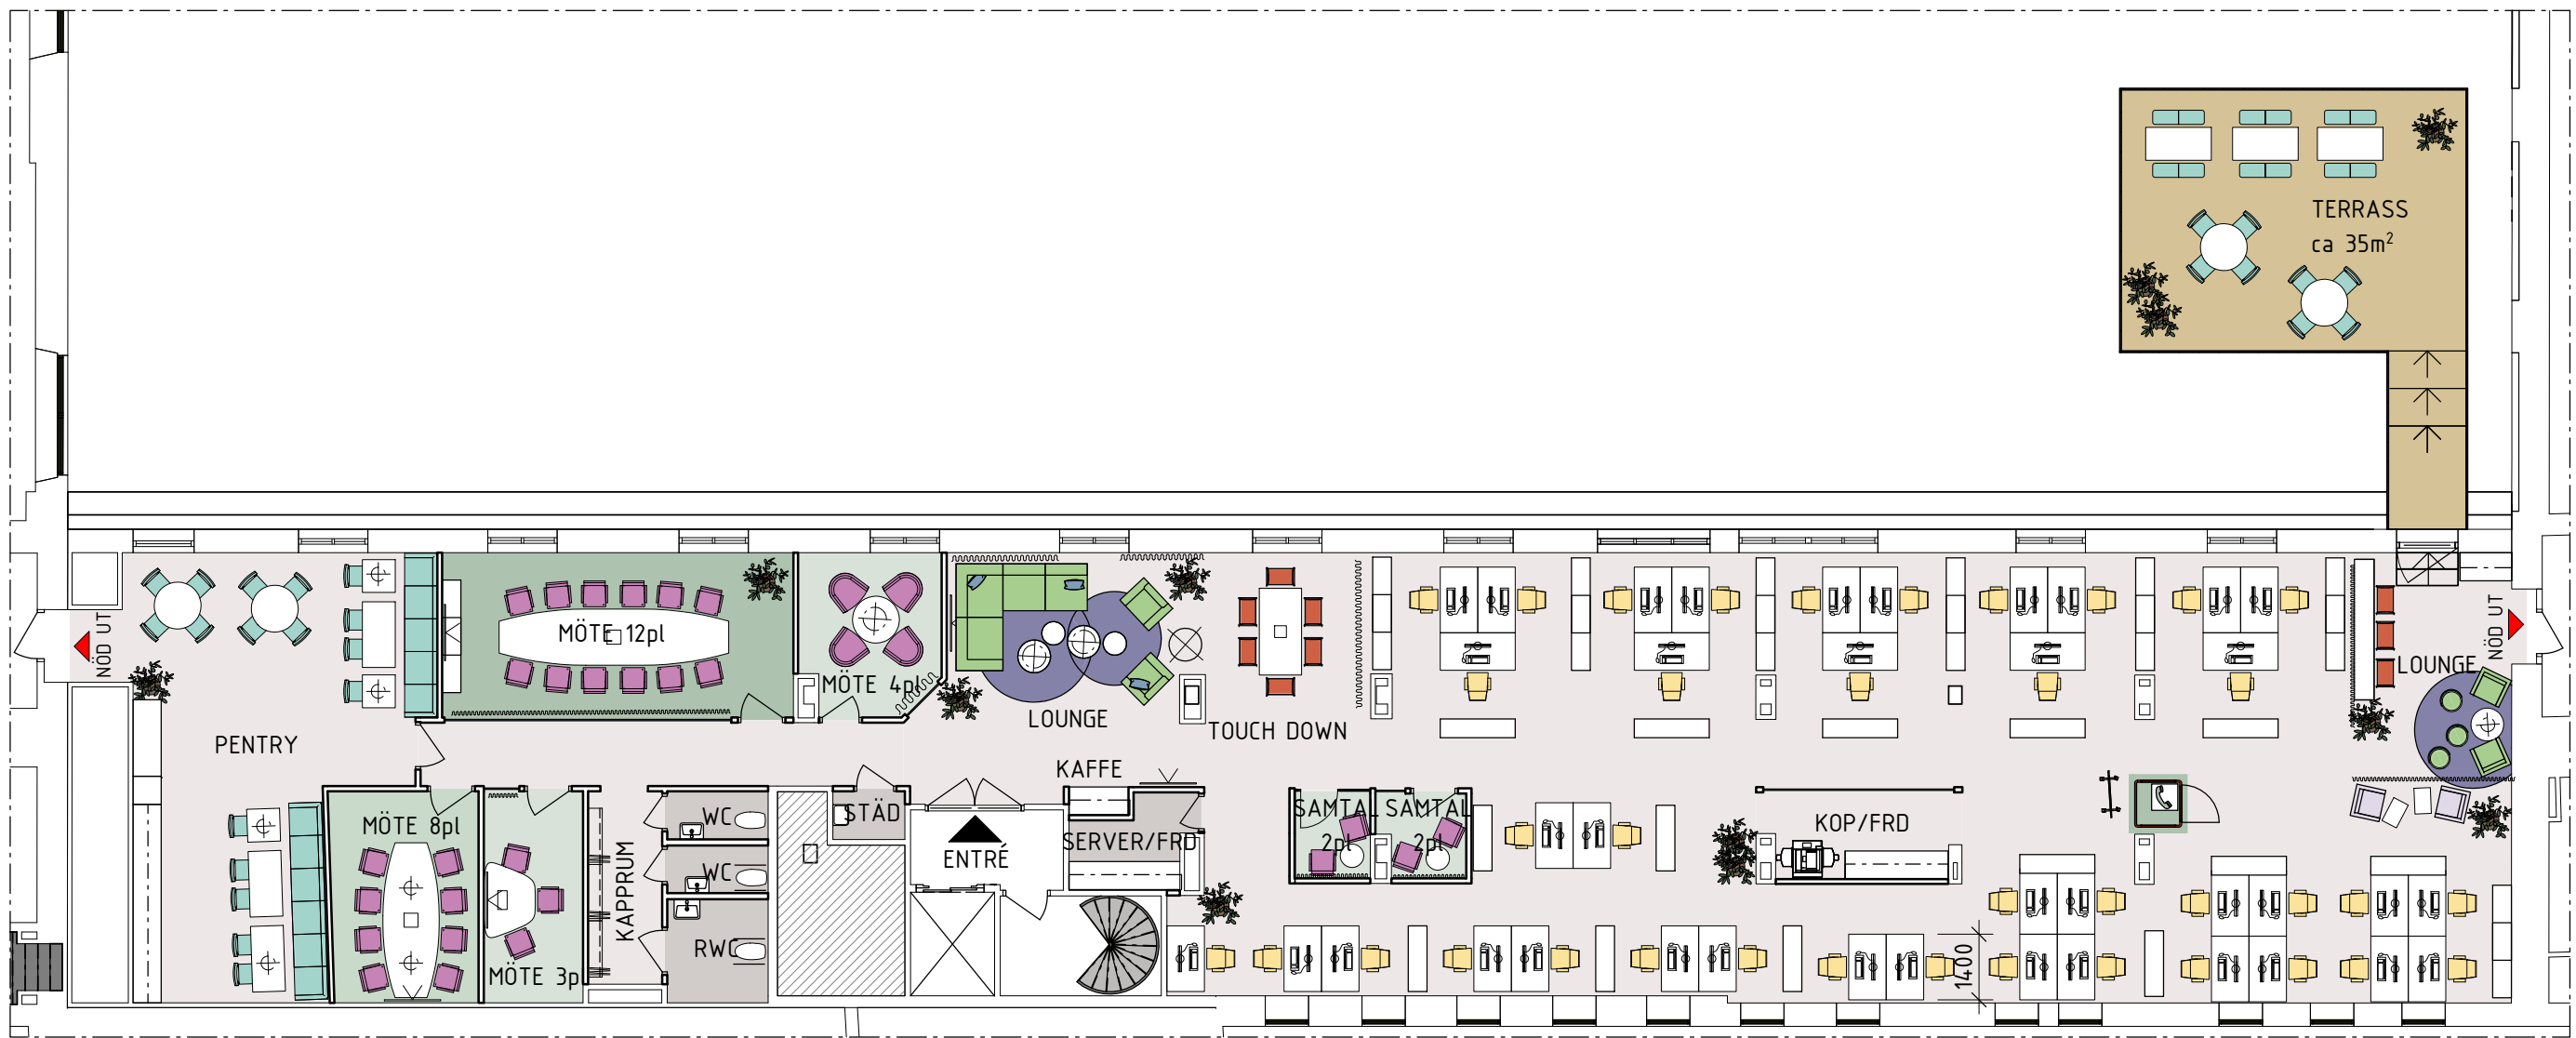 TERRASS
ca 35m²
NÖD UT
MÖTE 12pl
MÖTE 4pl
LOUNGE
TOUCH DOWN
NÖD UT
LOUNGE
PENTRY
KAFFE
MÖTE 8pl
WC
STÄD
ENTRÉ
SERVER/FRD
SAMTAL
2pl
SAMTAL
2pl
KOP/FRD
WC
KAPPRUM
RWC
MÖTE 3p
1400